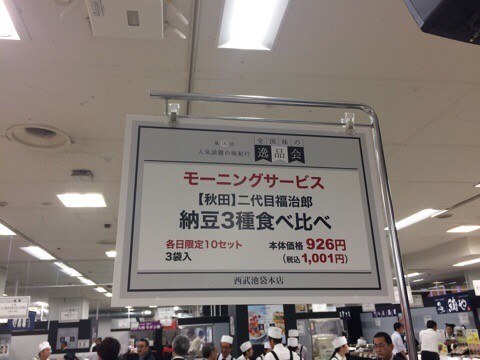 人気話題の味紀行
全国味の
逸品会
モーニングサービス
【秋田】二代目福治郎
納豆3種食べ比べ
各日限定10セット
3袋入
本体価格 926円
(税込 1,001円)
西武池袋本店